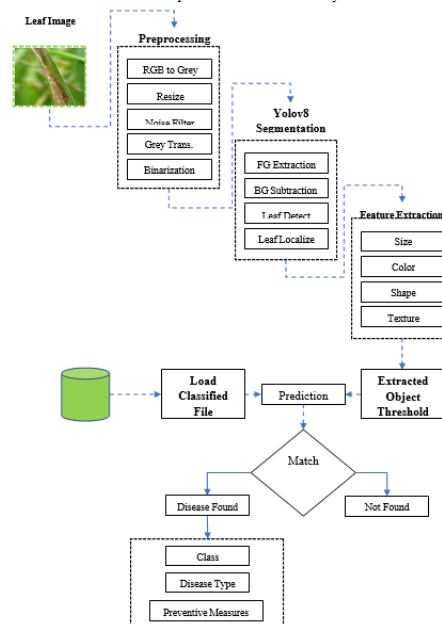 Leaf Image
Preprocessing
RGB to Grey
Resize
Noise Filter
Grey Trans.
Binarization
Yolov8
Segmentation
FG Extraction
BG Subtraction
Leaf Detect
Leaf Localize
Feature Extraction
Size
Color
Shape
Texture
Load
Classified
File
Prediction
Extracted
Object
Threshold
Match
Disease Found
Not Found
Class
Disease Type
Preventive Measures